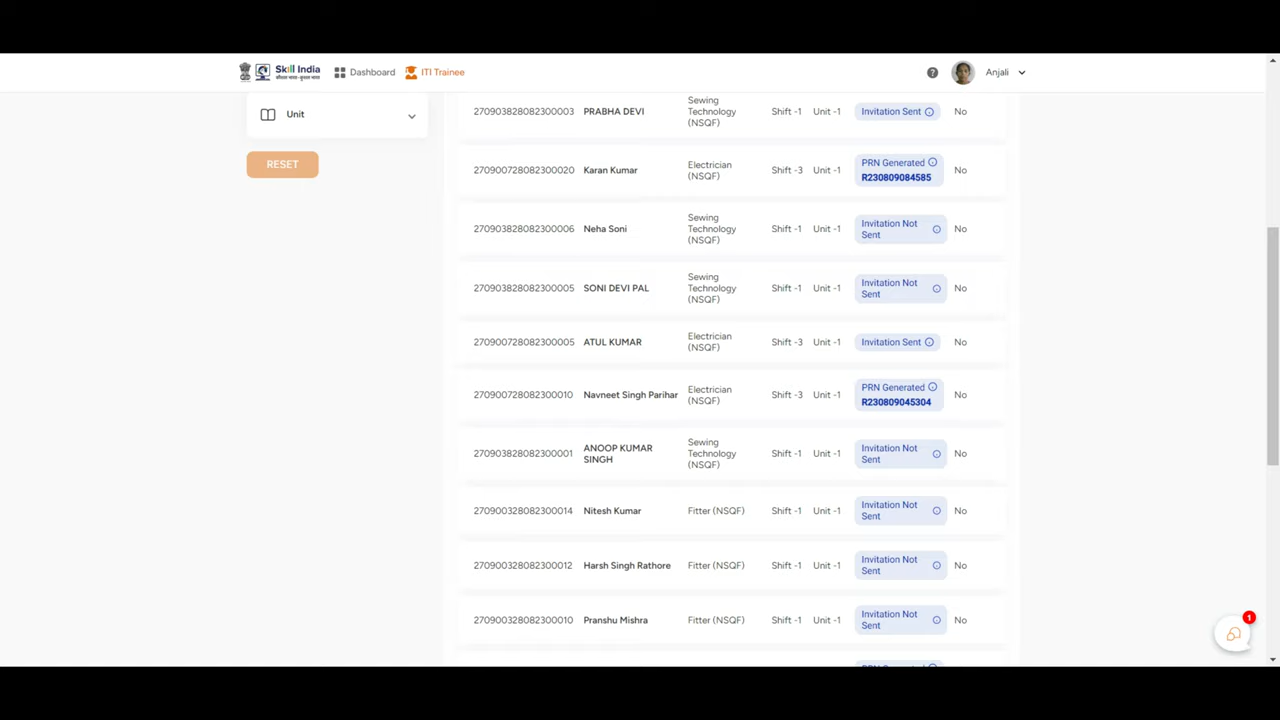 Skill India
कौशल भारत-कुशल भारत
Dashboard
ITI Trainee
?
Anjali
Unit
RESET
270903828082300003 PRABHA DEVI Sewing Technology (NSQF) Shift -1 Unit -1 Invitation Sent No
270900728082300020 Karan Kumar Electrician (NSQF) Shift -3 Unit -1 PRN Generated R230809084585 No
270903828082300006 Neha Soni Sewing Technology (NSQF) Shift -1 Unit -1 Invitation Not Sent No
270903828082300005 SONI DEVI PAL Sewing Technology (NSQF) Shift -1 Unit -1 Invitation Not Sent No
270900728082300005 ATUL KUMAR Electrician (NSQF) Shift -3 Unit -1 Invitation Sent No
270900728082300010 Navneet Singh Parihar Electrician (NSQF) Shift -3 Unit -1 PRN Generated R230809045304 No
270903828082300001 ANOOP KUMAR SINGH Sewing Technology (NSQF) Shift -1 Unit -1 Invitation Not Sent No
270900328082300014 Nitesh Kumar Fitter (NSQF) Shift -1 Unit -1 Invitation Not Sent No
270900328082300012 Harsh Singh Rathore Fitter (NSQF) Shift -1 Unit -1 Invitation Not Sent No
270900328082300010 Pranshu Mishra Fitter (NSQF) Shift -1 Unit -1 Invitation Not Sent No
1